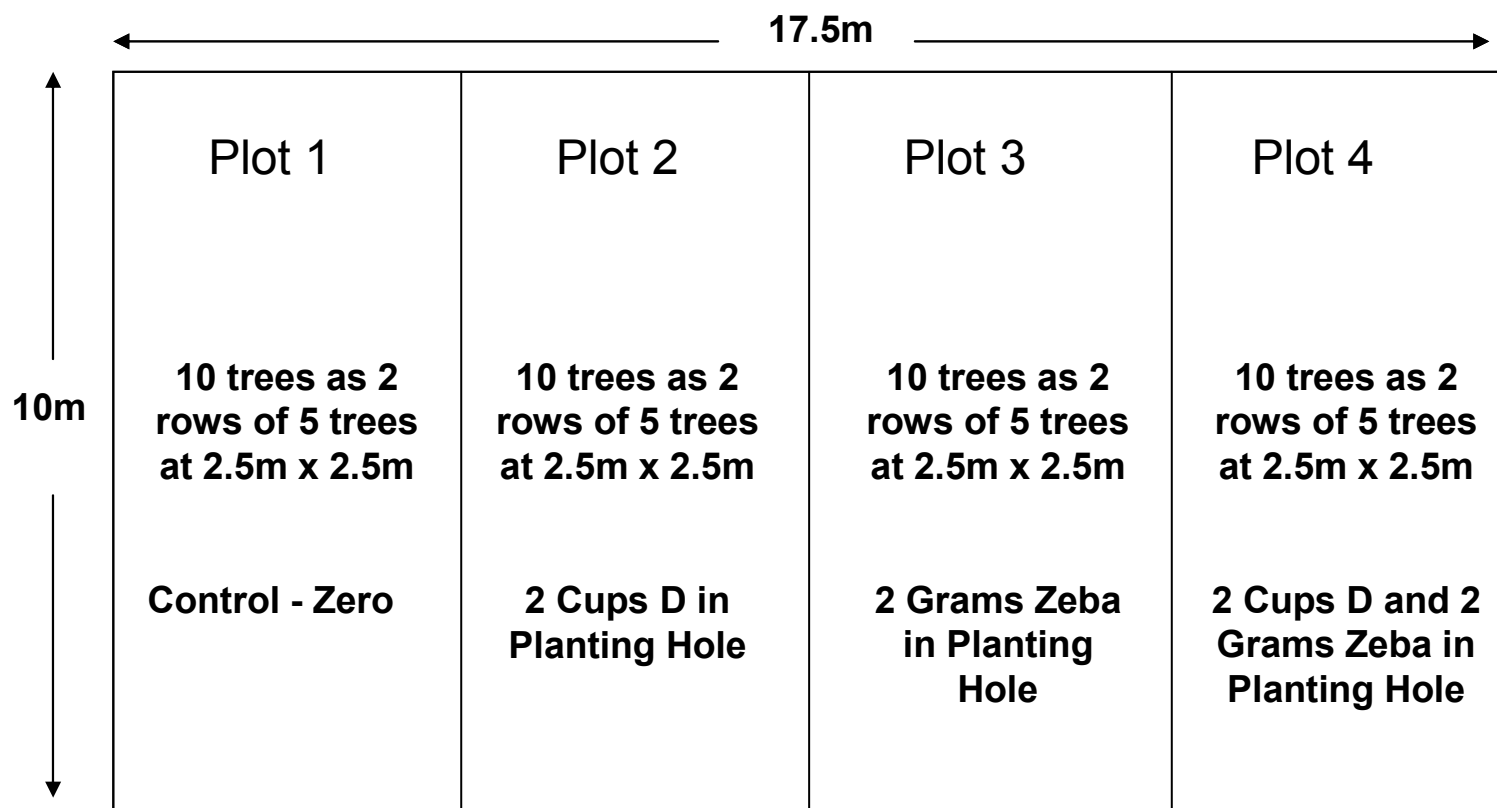 17.5m
Plot 1
Plot 2
Plot 3
Plot 4
10m
10 trees as 2
rows of 5 trees
at 2.5m x 2.5m
10 trees as 2
rows of 5 trees
at 2.5m x 2.5m
10 trees as 2
rows of 5 trees
at 2.5m x 2.5m
10 trees as 2
rows of 5 trees
at 2.5m x 2.5m
Control - Zero
2 Cups D in
Planting Hole
2 Grams Zeba
in Planting
Hole
2 Cups D and 2
Grams Zeba in
Planting Hole